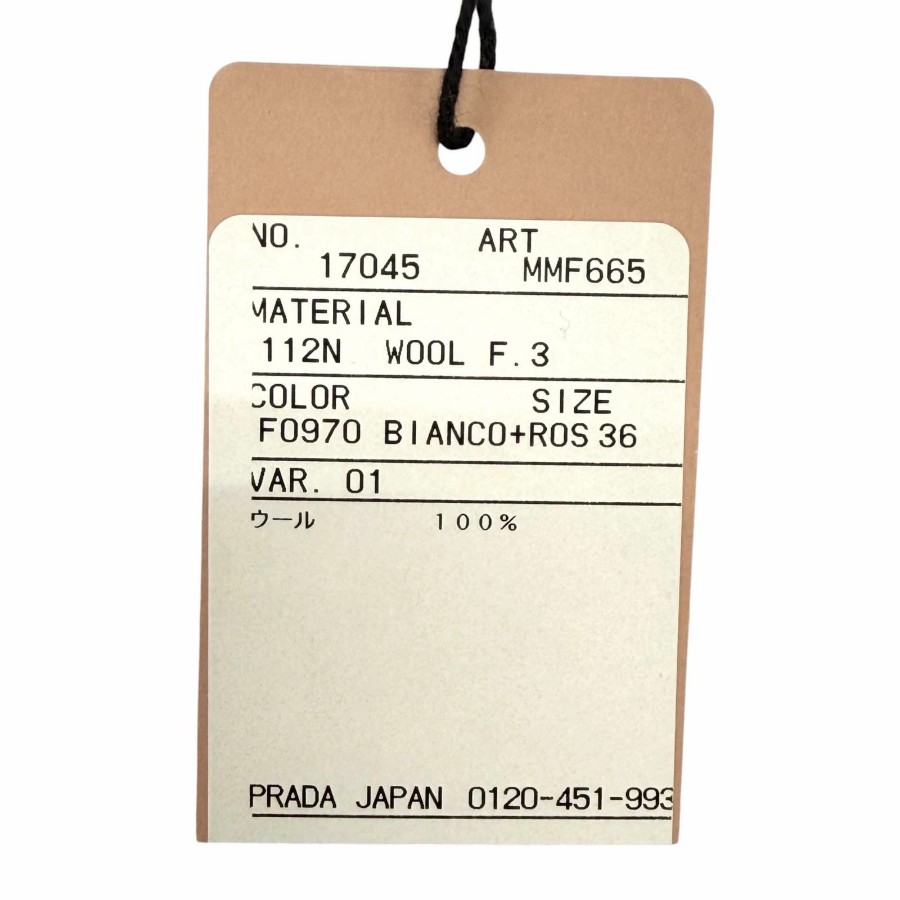 NO. ART
17045 MMF665
MATERIAL
112N WOOL F.3
COLOR SIZE
F0970 BIANCO+ROS 36
VAR. 01
ウール 100%
PRADA JAPAN 0120-451-993